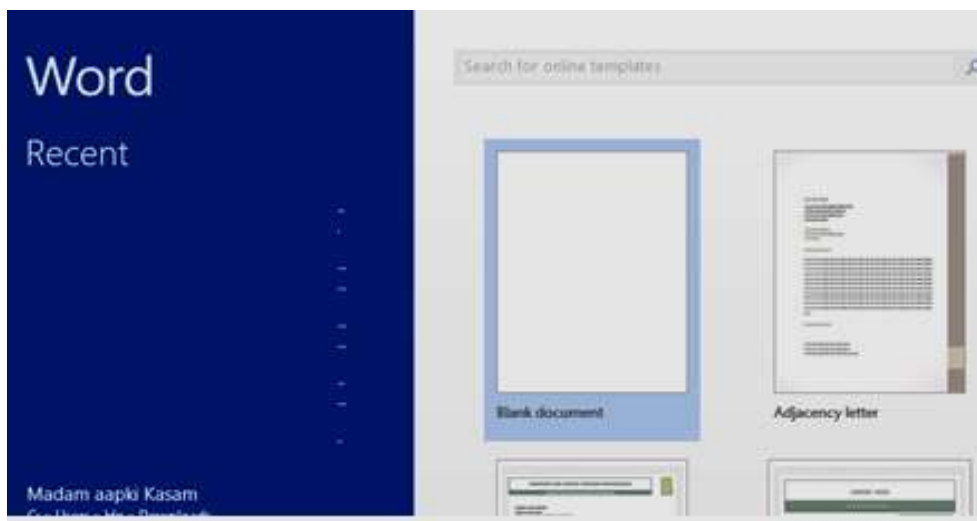 Word
Search for online templates
Recent
Blank document
Adjacency letter
Madam aapki Kasam